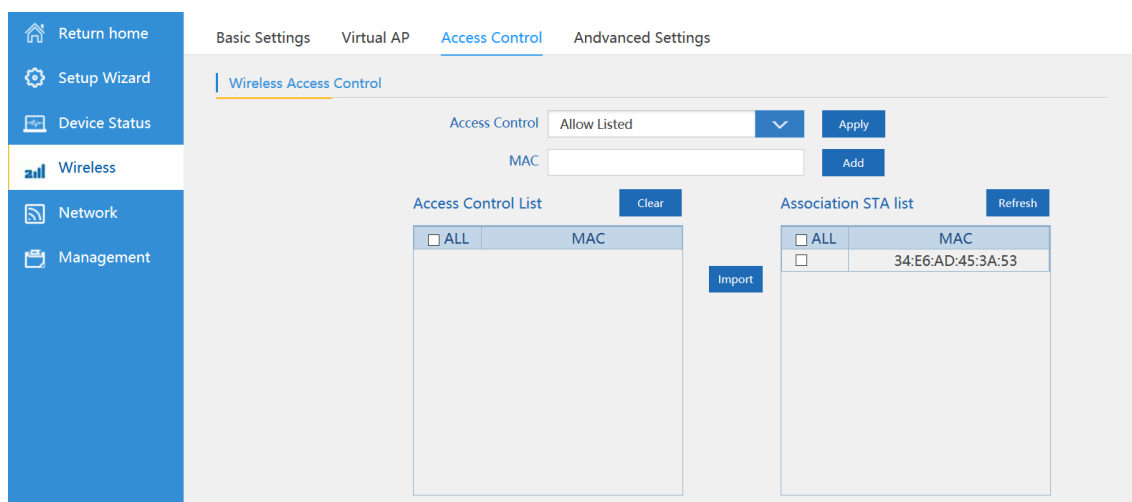 Return home
Setup Wizard
Device Status
Wireless
Network
Management
Basic Settings Virtual AP Access Control Andvanced Settings
Wireless Access Control
Access Control Allow Listed Apply
MAC Add
Access Control List Clear
ALL MAC
Import
Association STA list Refresh
ALL MAC
34:E6:AD:45:3A:53